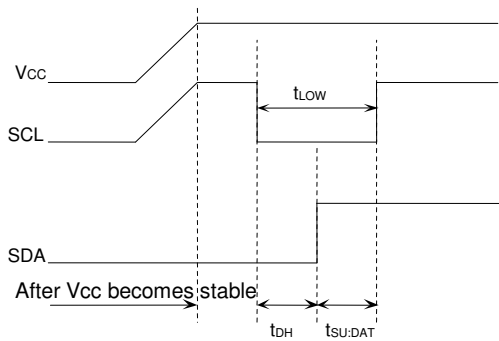 VCC
tLOW
SCL
SDA
After Vcc becomes stable
tDH
tSU:DAT